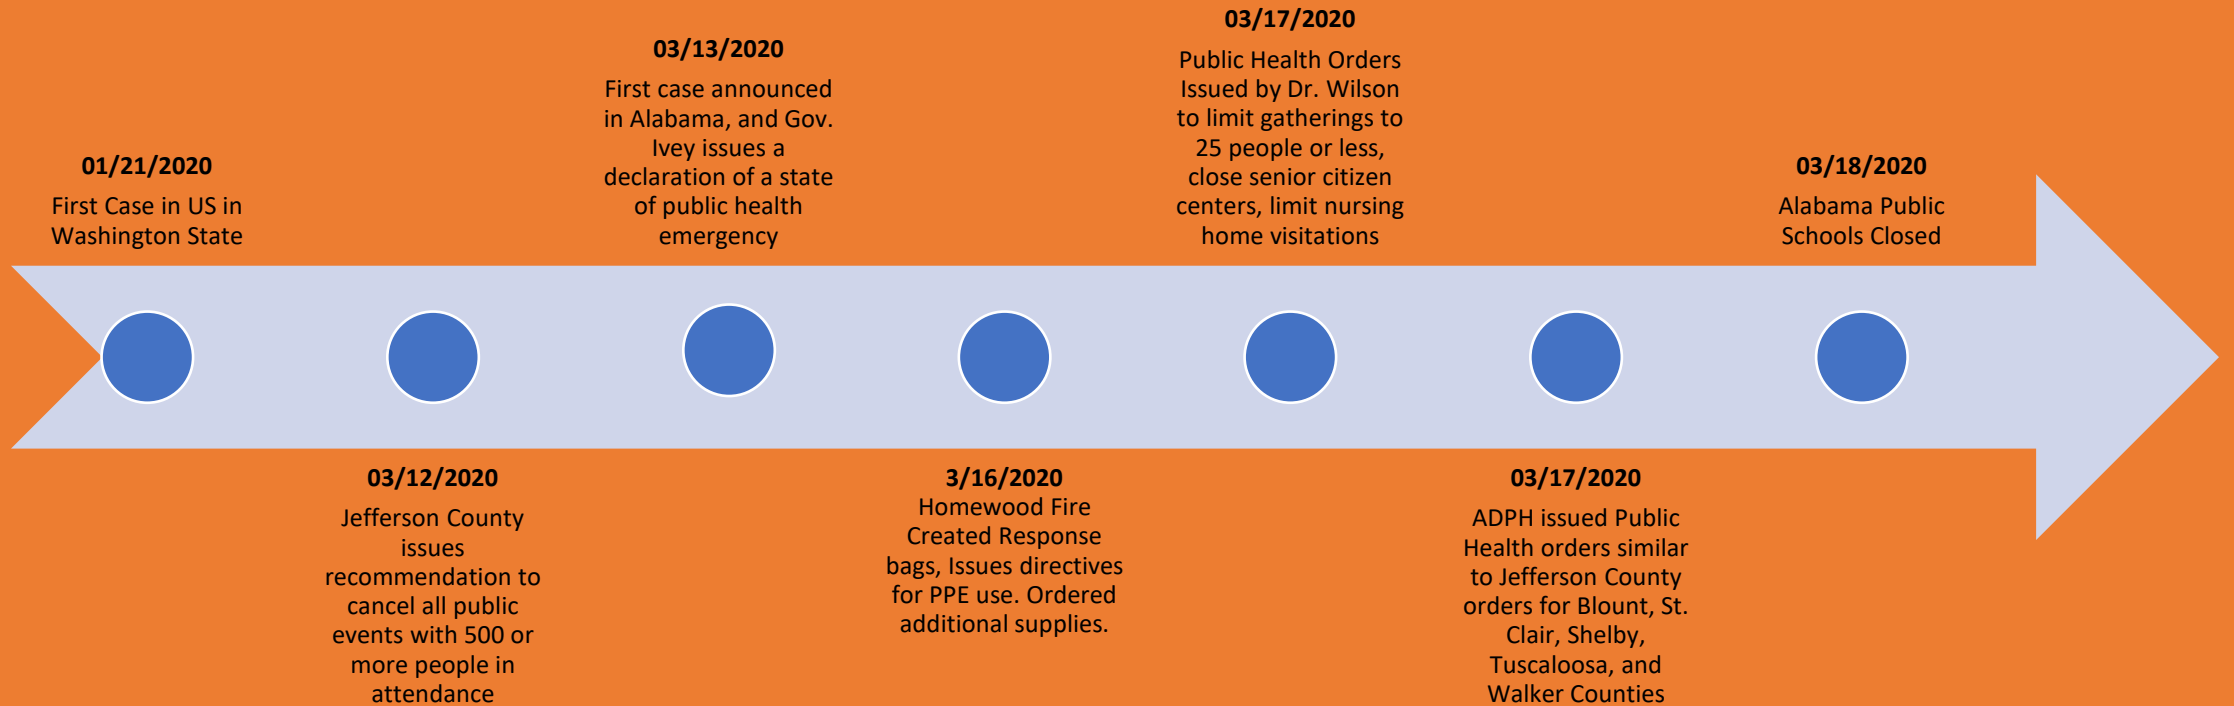 01/21/2020
First Case in US in
Washington State
03/12/2020
Jefferson County
issues
recommendation to
cancel all public
events with 500 or
more people in
attendance
03/13/2020
First case announced
in Alabama, and Gov.
Ivey issues a
declaration of a state
of public health
emergency
3/16/2020
Homewood Fire
Created Response
bags, Issues directives
for PPE use. Ordered
additional supplies.
03/17/2020
Public Health Orders
Issued by Dr. Wilson
to limit gatherings to
25 people or less,
close senior citizen
centers, limit nursing
home visitations
03/17/2020
ADPH issued Public
Health orders similar
to Jefferson County
orders for Blount, St.
Clair, Shelby,
Tuscaloosa, and
Walker Counties
03/18/2020
Alabama Public
Schools Closed